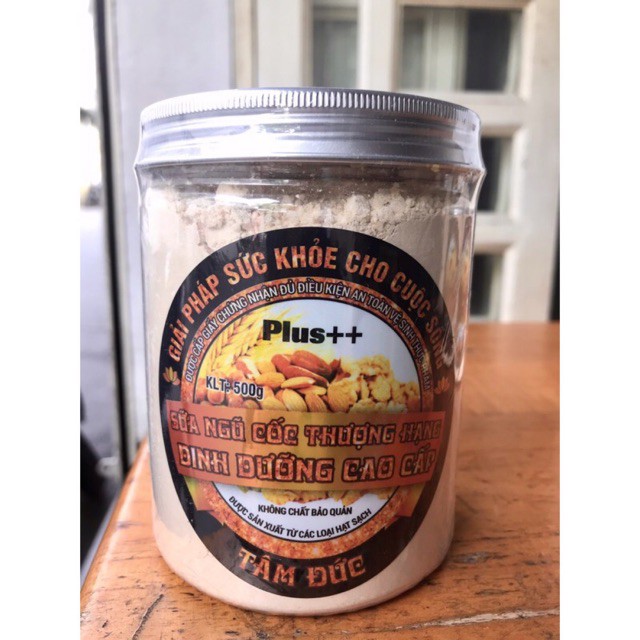 GIẢI PHÁP SỨC KHỎE CHO CUỘC SỐNG
ĐƯỢC CẤP GIẤY CHỨNG NHẬN ĐỦ ĐIỀU KIỆN AN TOÀN VỆ SINH THỰC
Plus++
KLT: 500g
SỮA NGŨ CỐC THƯỢNG HẠNG
DINH DƯỠNG CAO CẤP
KHÔNG CHẤT BẢO QUẢN
ĐƯỢC SẢN XUẤT TỪ CÁC LOẠI HẠT SẠCH
TÂM ĐỨC